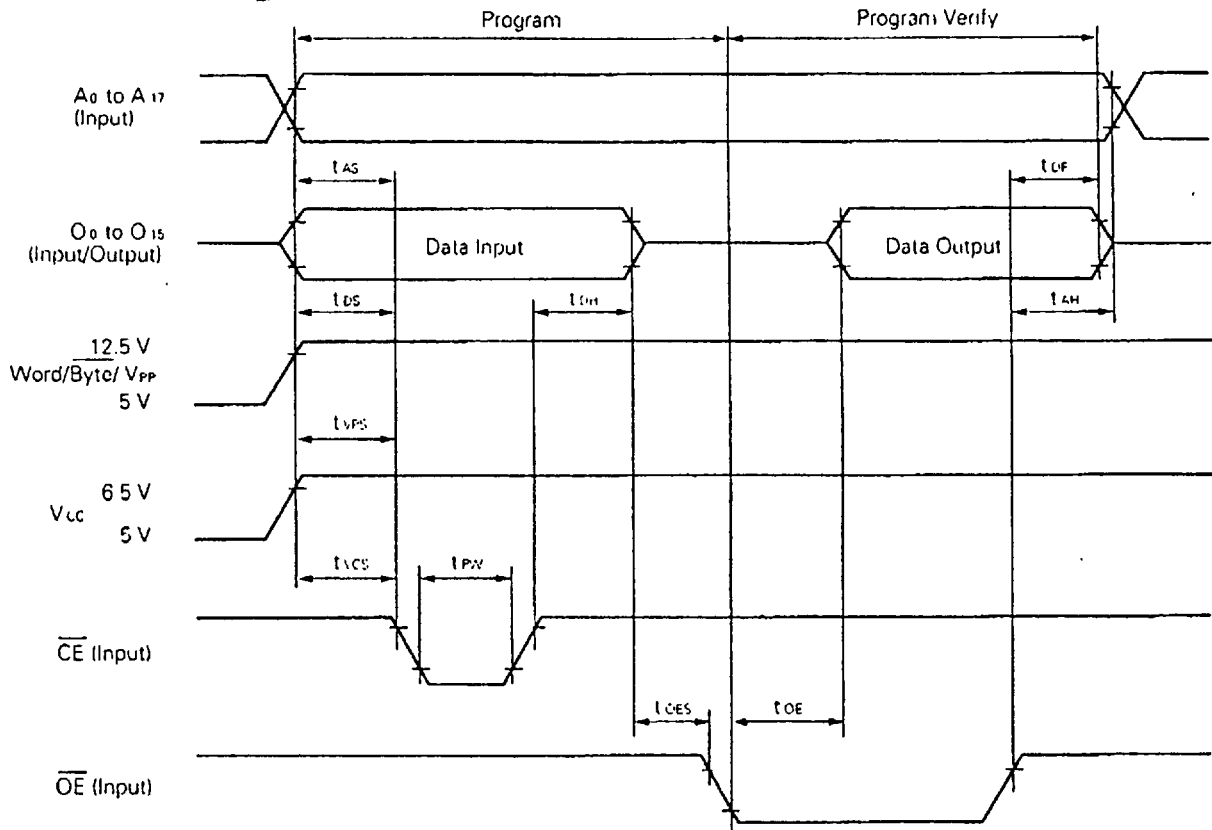 Program
Program Verify
A0 to A17
(Input)
tAS
tDF
O0 to O15
(Input/Output)
Data Input
Data Output
tDS
tDH
tAH
12.5 V
Word/Byte/ VPP
5 V
tVPS
6.5 V
VCC
5 V
tVCS
tPW
CE (Input)
tOES
tOE
OE (Input)